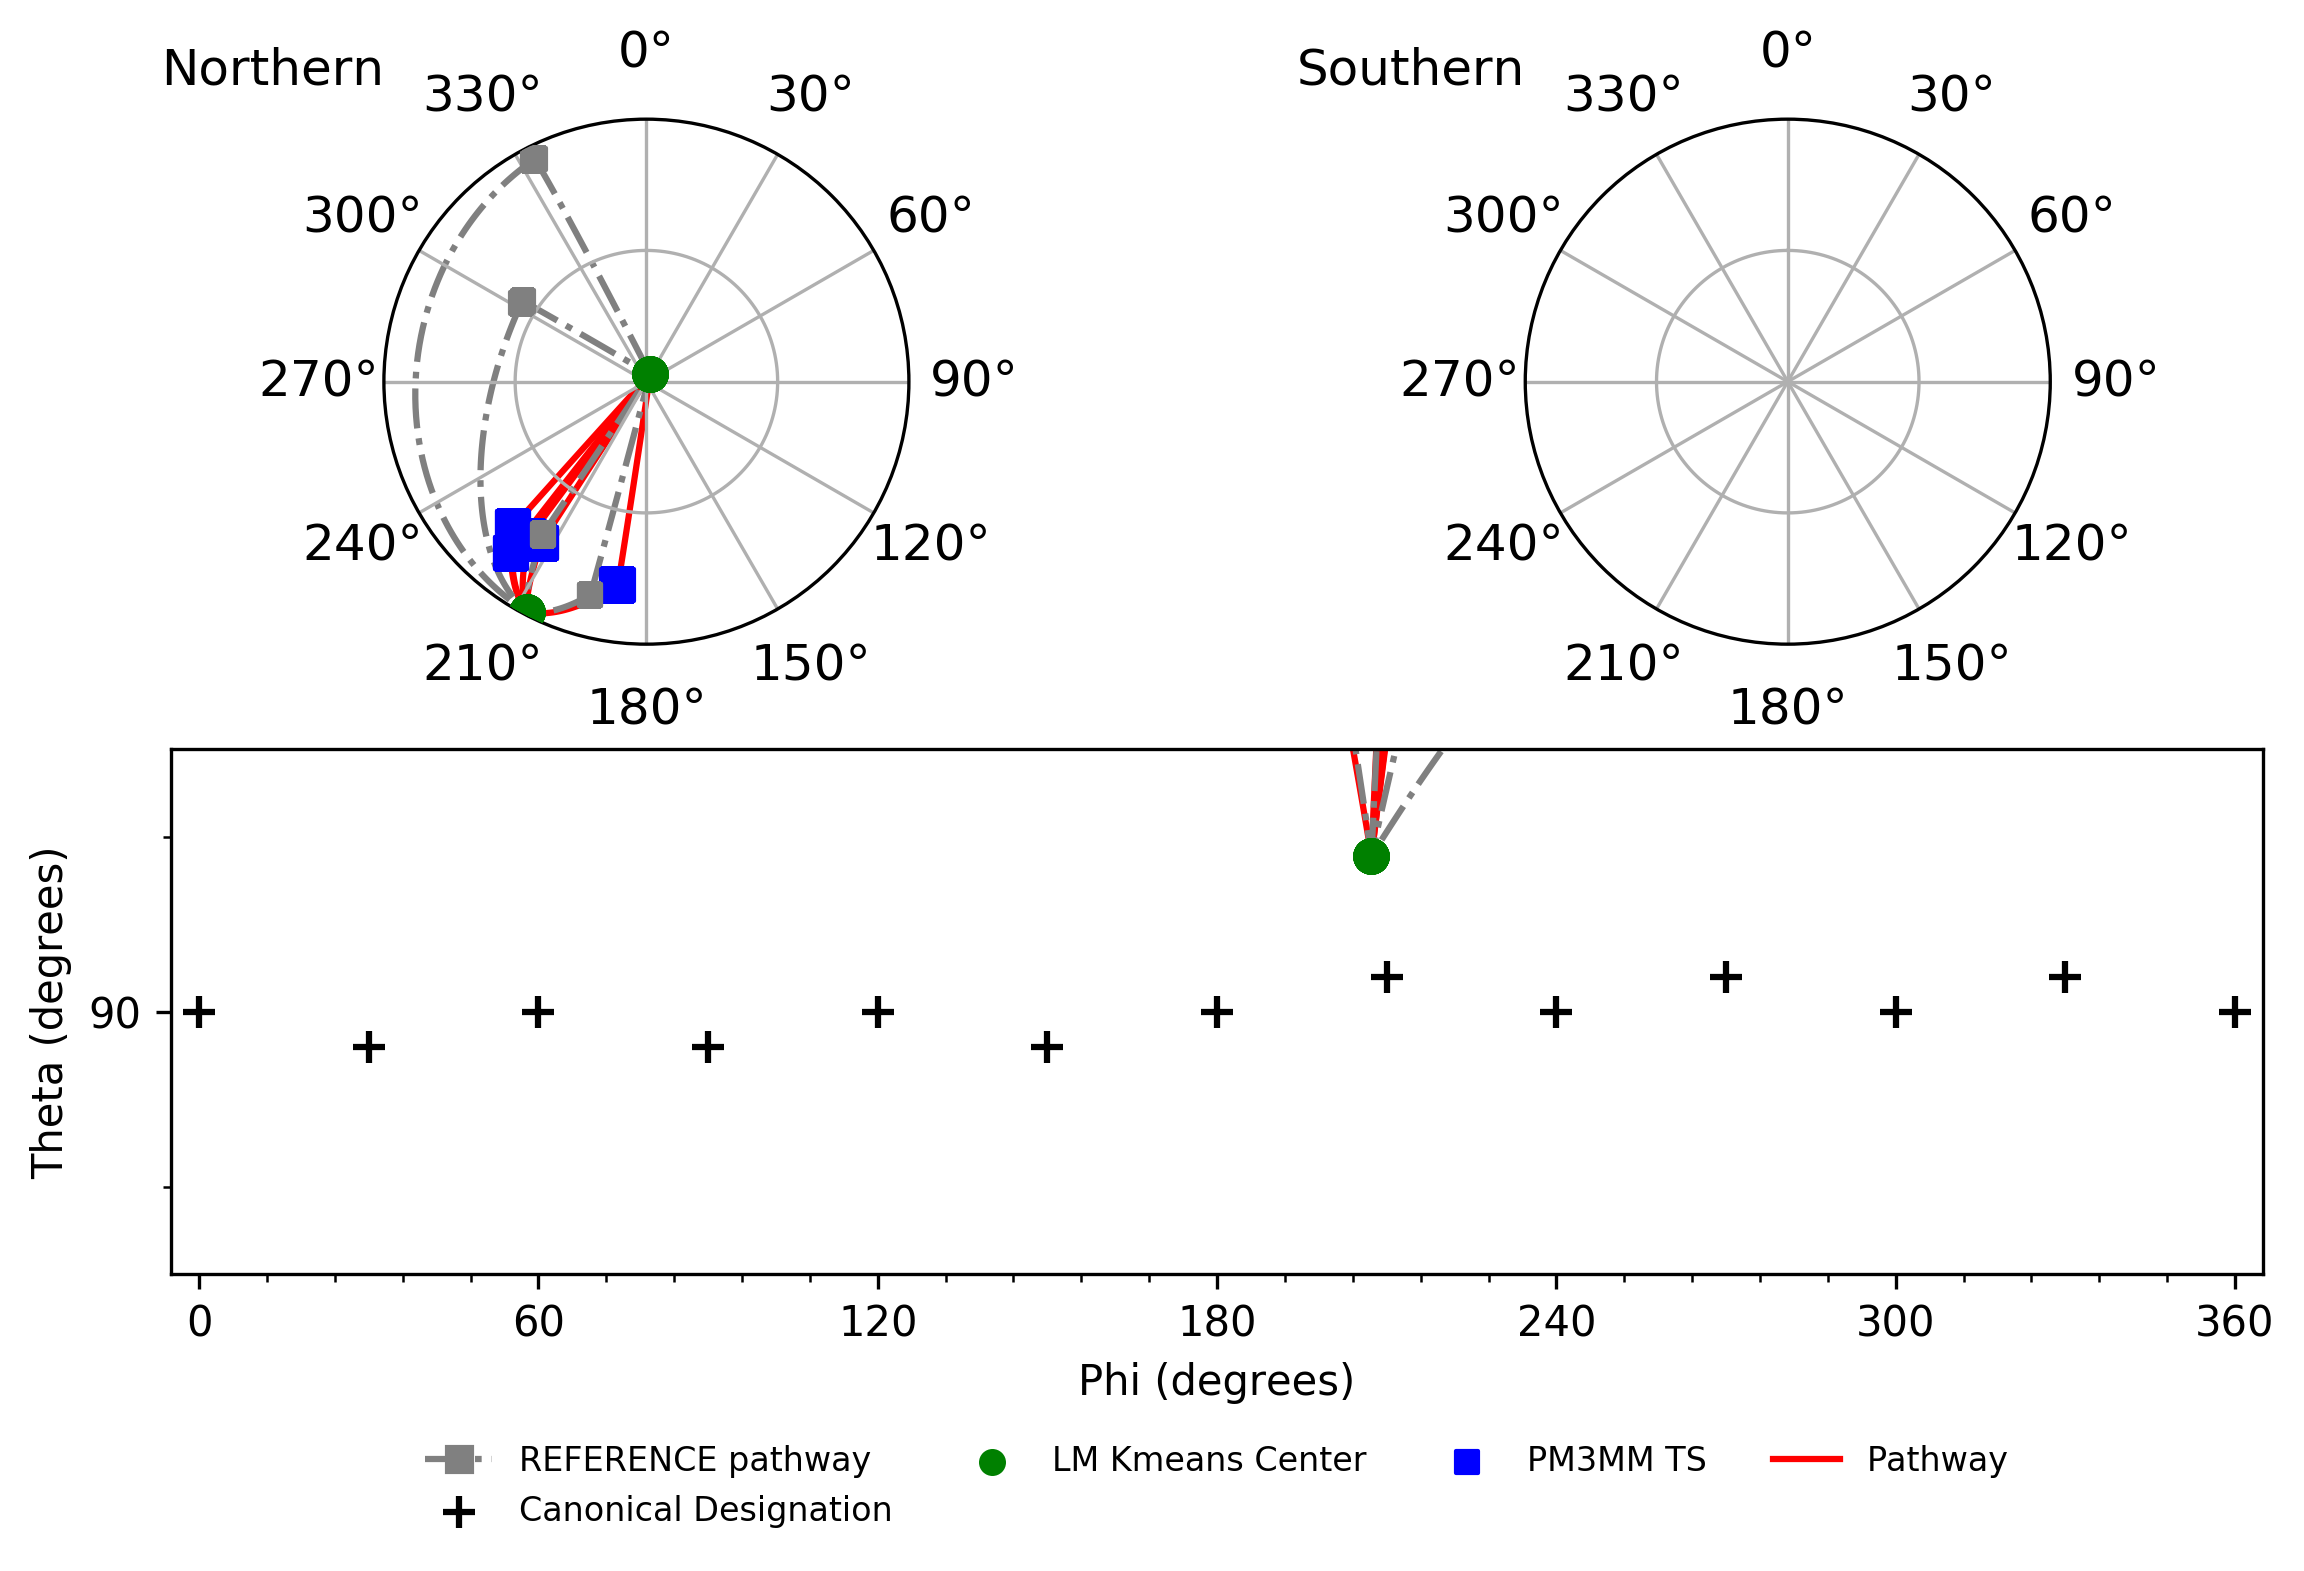 Northern
0°
330°
30°
300°
60°
270°
90°
240°
120°
210°
150°
180°
Southern
0°
330°
30°
300°
60°
270°
90°
240°
120°
210°
150°
180°
Theta (degrees)
90
0 60 120 180 240 300 360
Phi (degrees)
REFERENCE pathway
Canonical Designation
LM Kmeans Center
PM3MM TS
Pathway